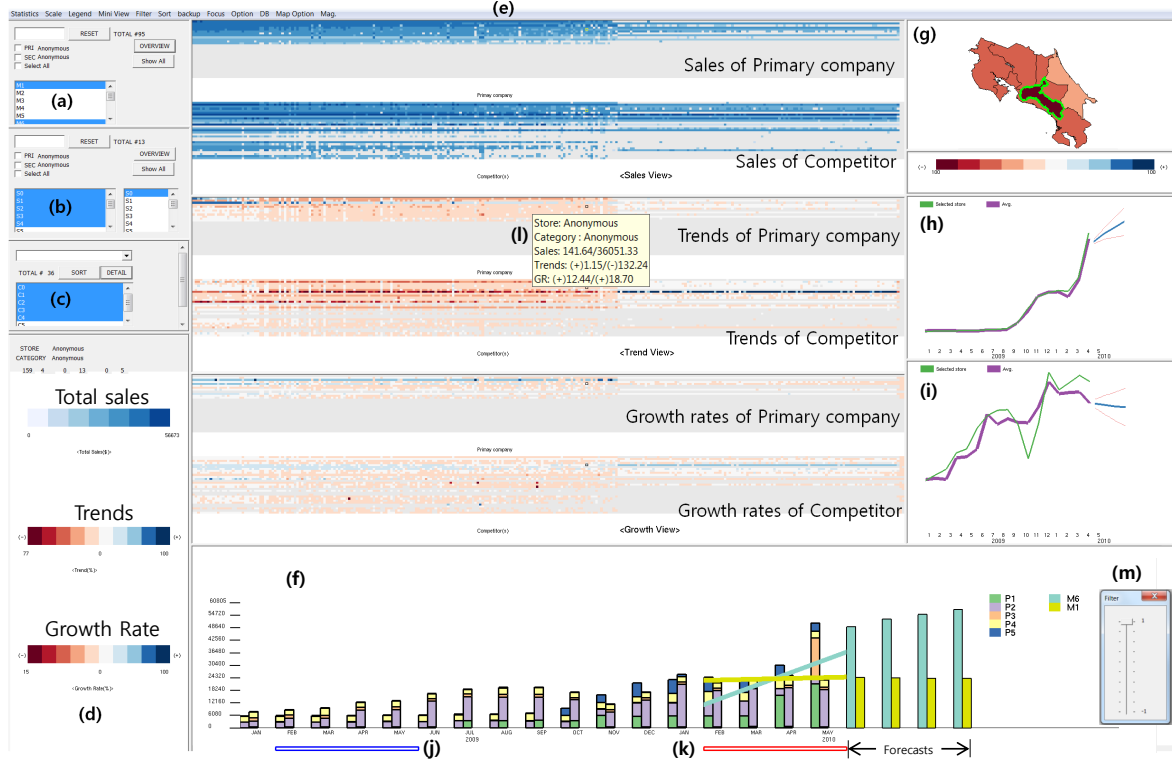 Statistics Scale Legend Mini View Filter Sort backup Focus Option DB Map Option Mag.
(e)
RESET TOTAL #95
PRI Anonymous
SEC Anonymous
Select All
OVERVIEW
Show All
M1
M2
M3
M4
M5
(a)
RESET TOTAL #13
PRI Anonymous
SEC Anonymous
Select All
OVERVIEW
Show All
S0
S1
S2
S3
S4
(b)
S0
S1
S2
S3
S4
TOTAL # 36 SORT DETAIL
C0
C1
C2
C3
C4
C5
(c)
STORE Anonymous
CATEGORY Anonymous
159 4 0 13 0 5
Total sales
0 56673
<Total Sales($)>
Trends
(-) (+)
77 0 100
<Trend(%)>
Growth Rate
(-) (+)
15 0 100
<Growth Rate(%)>
(d)
Sales of Primary company
Primay company
Sales of Competitor
Competitor(s) <Sales View>
Trends of Primary company
(l)
Store: Anonymous
Category : Anonymous
Sales: 141.64/36051.33
Trends: (+)1.15/(-)132.24
GR: (+)12.44/(+)18.70
Primay company
Trends of Competitor
Competitor(s) <Trend View>
Growth rates of Primary company
Primay company
Growth rates of Competitor
Competitor(s) <Growth View>
(g)
(-) (+)
100 100
Selected store Avg.
(h)
1 2 3 4 5 6 7 8 9 10 11 12 1 2 3 4 5
2009 2010
Selected store Avg.
(i)
1 2 3 4 5 6 7 8 9 10 11 12 1 2 3 4 5
2009 2010
(f)
60805
54720
48640
42560
36480
30400
24320
18240
12160
6080
0
JAN FEB MAR APR MAY JUN JUL AUG SEP OCT NOV DEC JAN FEB MAR APR MAY
2009 2010
(j)
(k)
Forecasts
P1
P2
P3
P4
P5
M6
M1
(m)
Filter
X
1
-1